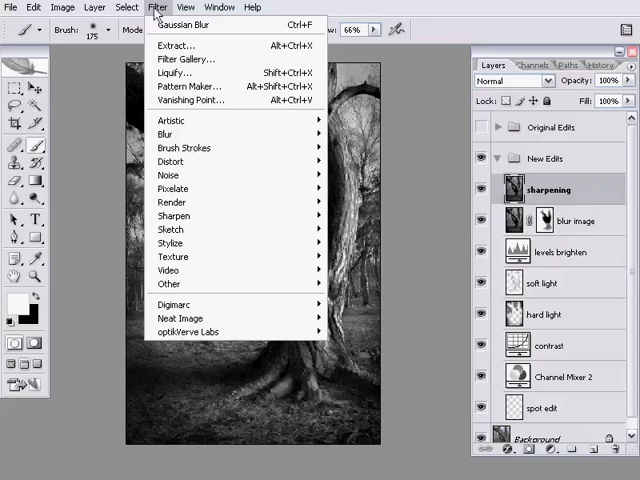 File Edit Image Layer Select Filter View Window Help
Brush: 175 Mode 66%
Gaussian Blur Ctrl+F
Extract... Alt+Ctrl+X
Filter Gallery...
Liquify... Shift+Ctrl+X
Pattern Maker... Alt+Shift+Ctrl+X
Vanishing Point... Alt+Ctrl+V
Artistic
Blur
Brush Strokes
Distort
Noise
Pixelate
Render
Sharpen
Sketch
Stylize
Texture
Video
Other
Digimarc
Neat Image
optikVerve Labs
Layers Channels Paths History
Normal Opacity: 100%
Lock: Fill: 100%
Original Edits
New Edits
sharpening
blur image
levels brighten
soft light
hard light
contrast
Channel Mixer 2
spot edit
Background